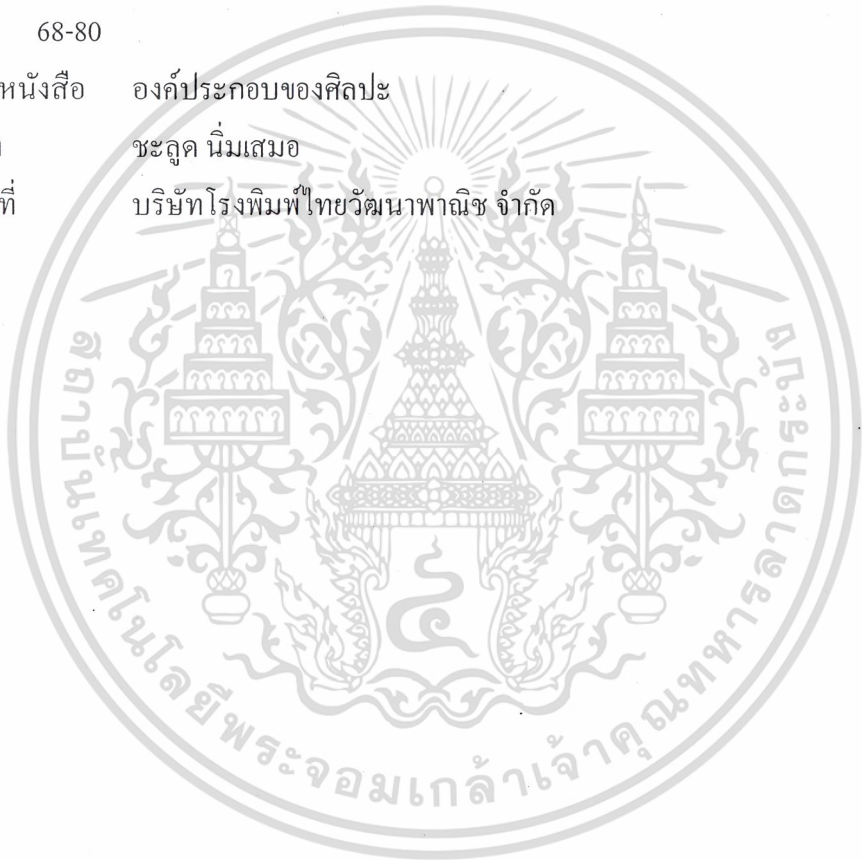 68-80
หนังสือ องค์ประกอบของศิลปะ
ชะลูด นิ่มเสมอ
ที่ บริษัทโรงพิมพ์ไทยวัฒนาพาณิช จำกัด
สถาบันเทคโนโลยีพระจอมเกล้าเจ้าคุณทหารลาดกระบัง